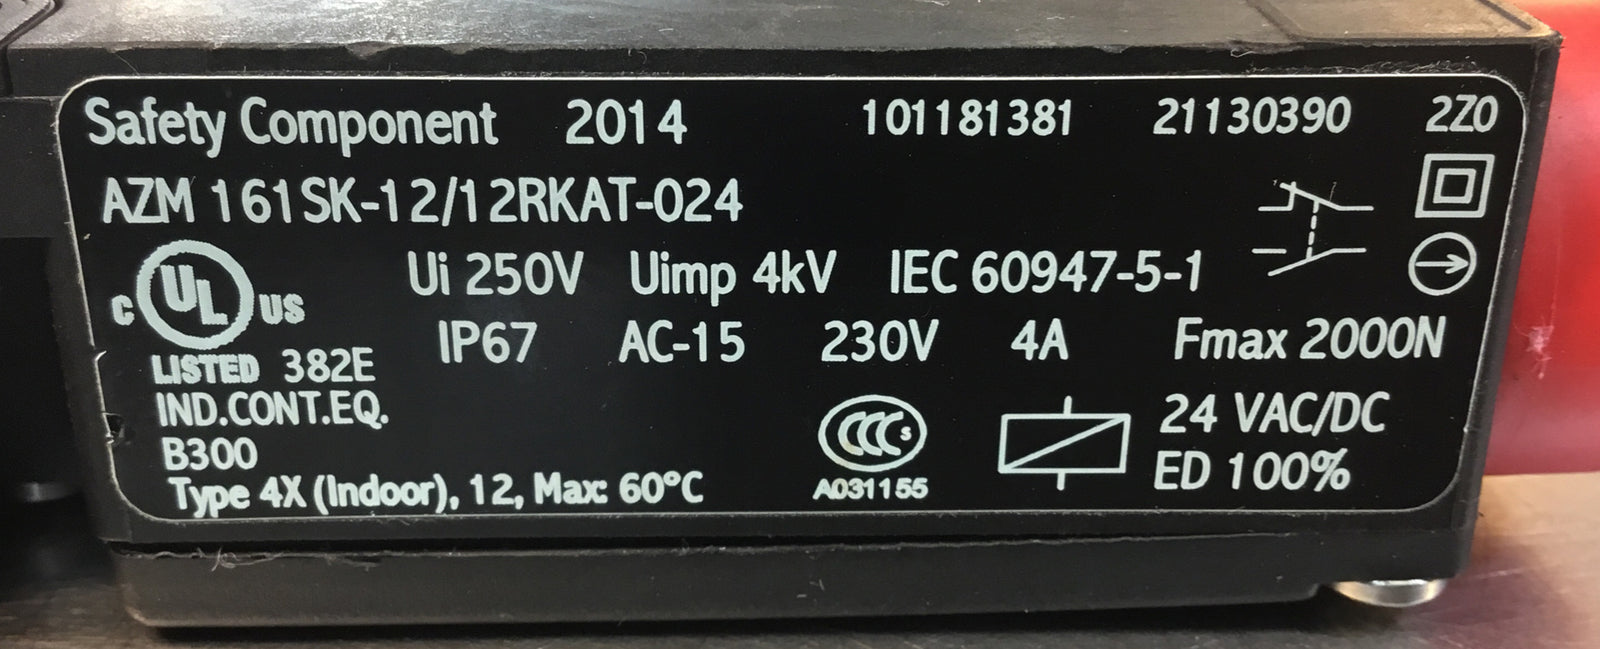 Safety Component 2014 101181381 21130390 2Z0
AZM 161SK-12/12RKAT-024
Ui 250V Uimp 4kV IEC 60947-5-1
C UL US
IP67 AC-15 230V 4A Fmax 2000N
LISTED 382E
IND.CONT.EQ.
B300
Type 4X (Indoor), 12, Max: 60°C
CCC S
A031155
24 VAC/DC
ED 100%